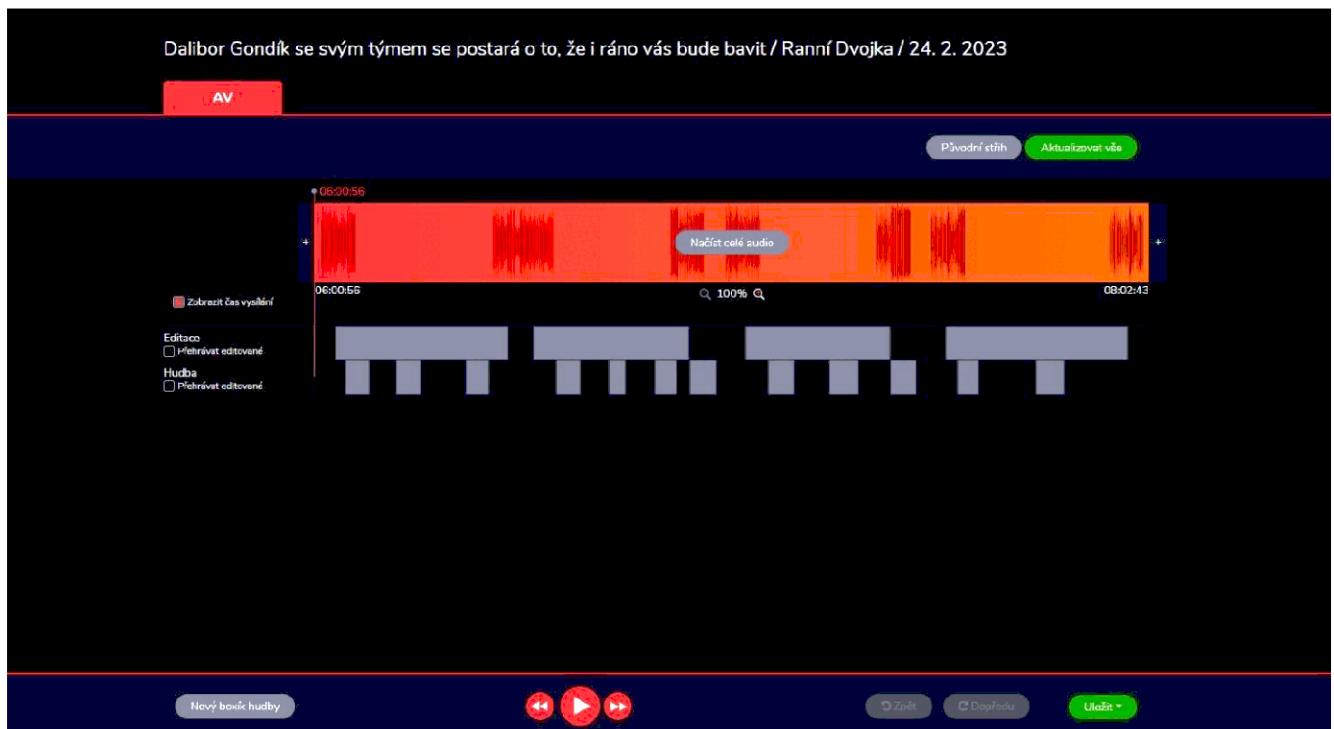 Dalibor Gondík se svým týmem se postará o to, že i ráno vás bude bavit / Ranní Dvojka / 24. 2. 2023
AV
Původní střih
Aktualizovat vše
06:00:56
+
Načíst celé audio
+
06:00:56
100%
08:02:43
Zobrazit čas vysílání
Editace
Přehrávat editované
Hudba
Přehrávat editované
Nový boxík hudby
Zpět
Dopředu
Uložit